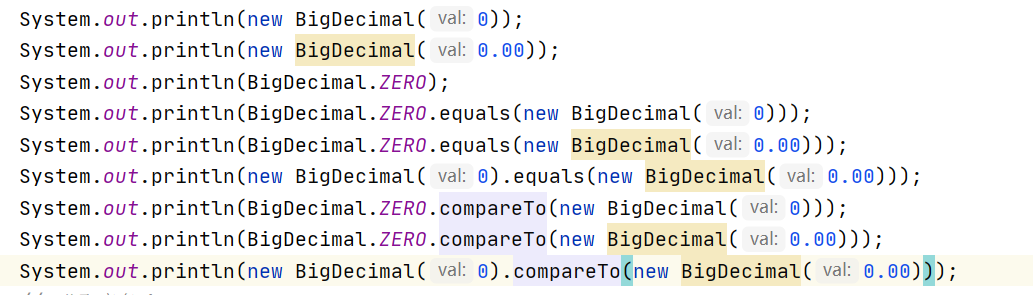 System.out.println(new BigDecimal( val: 0));
System.out.println(new BigDecimal( val: 0.00));
System.out.println(BigDecimal.ZERO);
System.out.println(BigDecimal.ZERO.equals(new BigDecimal( val: 0)));
System.out.println(BigDecimal.ZERO.equals(new BigDecimal( val: 0.00)));
System.out.println(new BigDecimal( val: 0).equals(new BigDecimal( val: 0.00)));
System.out.println(BigDecimal.ZERO.compareTo(new BigDecimal( val: 0)));
System.out.println(BigDecimal.ZERO.compareTo(new BigDecimal( val: 0.00)));
System.out.println(new BigDecimal( val: 0).compareTo(new BigDecimal( val: 0.00)));